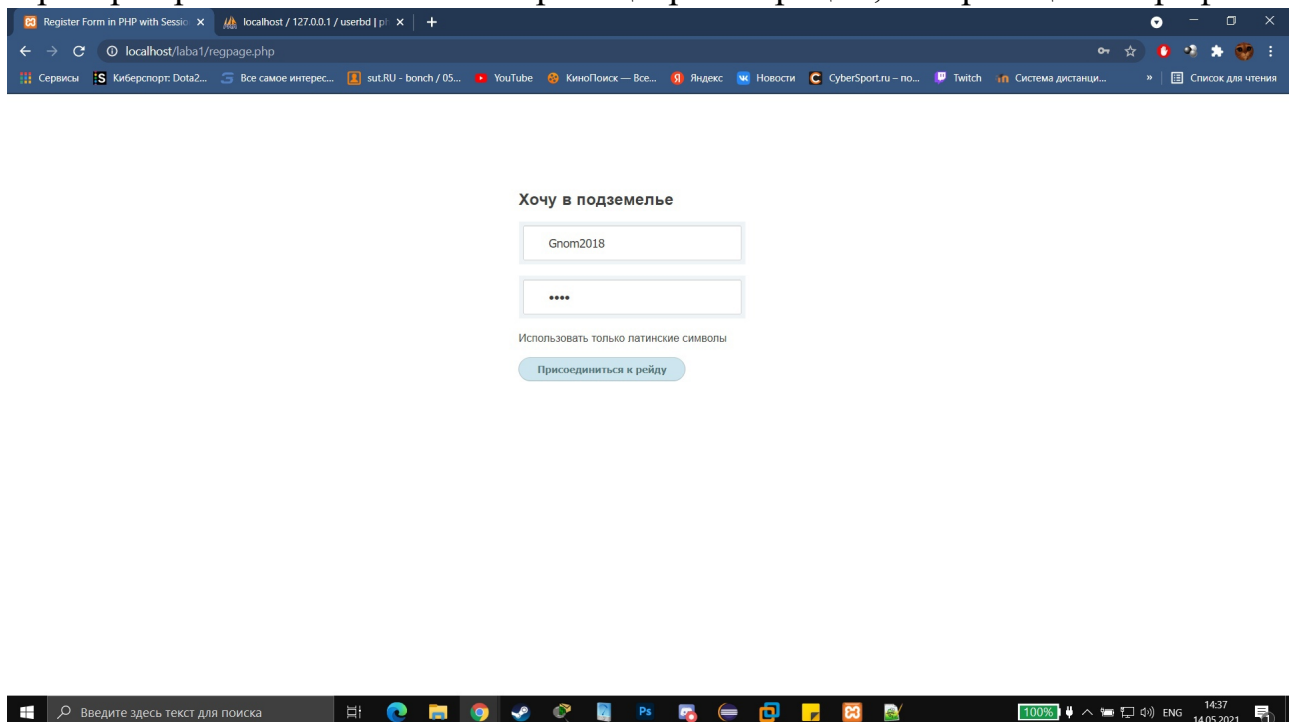 Register Form in PHP with Sessio
localhost / 127.0.0.1 / userbd | ph
localhost/laba1/regpage.php
Сервисы
Киберспорт: Dota2...
Все самое интерес...
sut.RU - bonch / 05...
YouTube
КиноПоиск — Все...
Яндекс
Новости
CyberSport.ru – по...
Twitch
Система дистанци...
»
Список для чтения
Хочу в подземелье
Gnom2018
••••
Использовать только латинские символы
Присоединиться к рейду
Введите здесь текст для поиска
Ps
100%
ENG
14:37
14.05.2021
1